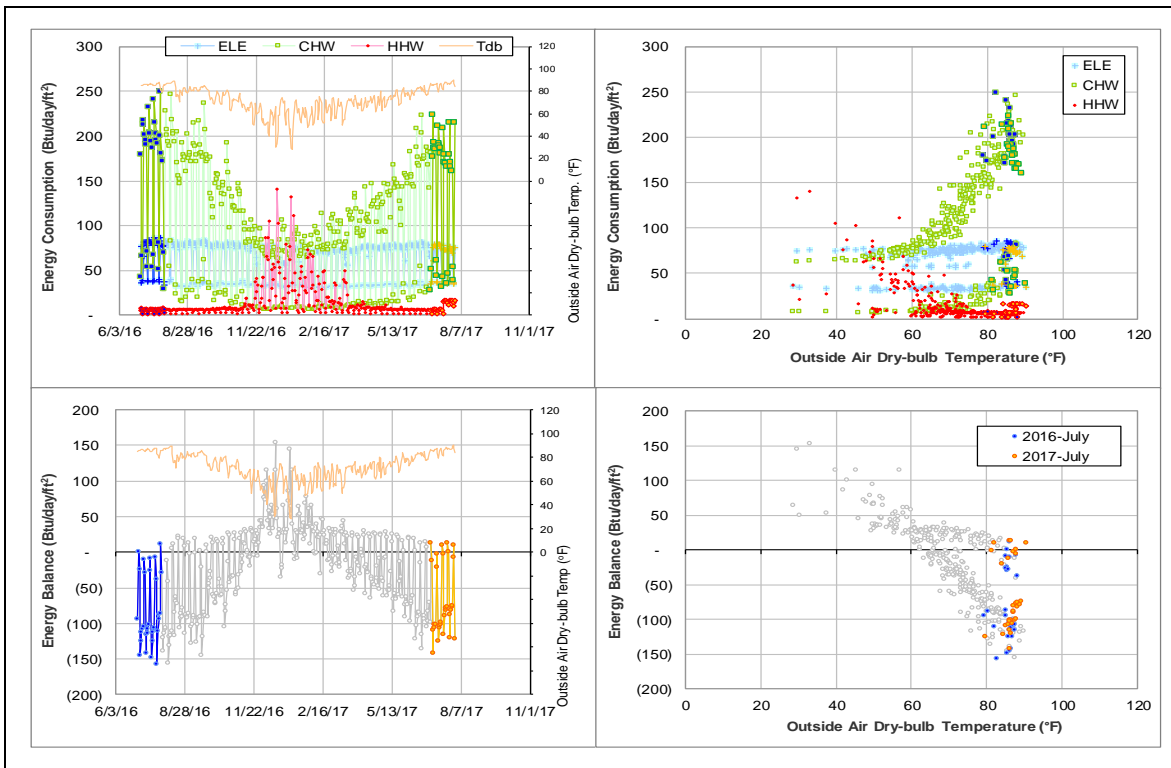 ELE CHW HHW Tdb
Energy Consumption (Btu/day/ft²)
300
250
200
150
100
50
-
120
100
80
60
40
20
0
Outside Air Dry-bulb Temp. (°F)
6/3/16 8/28/16 11/22/16 2/16/17 5/13/17 8/7/17 11/1/17
Energy Consumption (Btu/day/ft²)
300
250
200
150
100
50
-
ELE
CHW
HHW
0 20 40 60 80 100 120
Outside Air Dry-bulb Temperature (°F)
Energy Balance (Btu/day/ft²)
200
150
100
50
-
(50)
(100)
(150)
(200)
120
100
80
60
40
20
0
Outside Air Dry-bulb Temp (°F)
6/3/16 8/28/16 11/22/16 2/16/17 5/13/17 8/7/17 11/1/17
Energy Balance (Btu/day/ft²)
200
150
100
50
-
(50)
(100)
(150)
(200)
2016-July
2017-July
0 20 40 60 80 100 120
Outside Air Dry-bulb Temperature (°F)